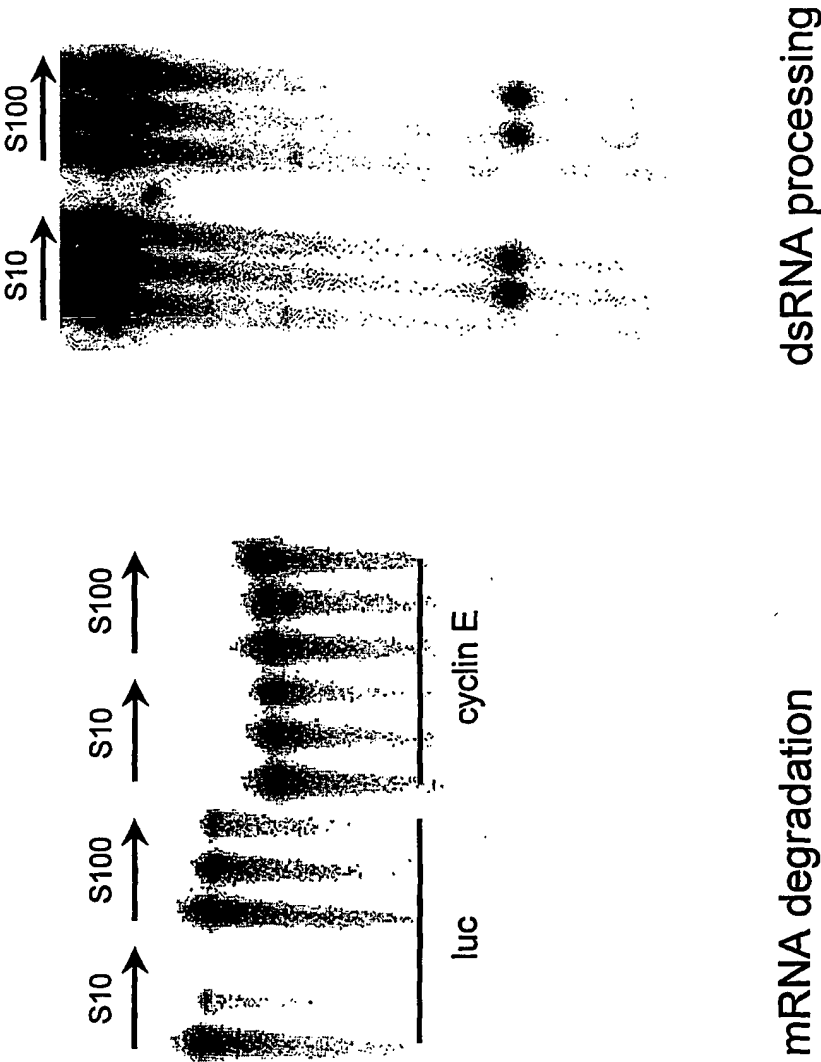 S10 S100 S10 S100
luc cyclin E
mRNA degradation
S10 S100
dsRNA processing